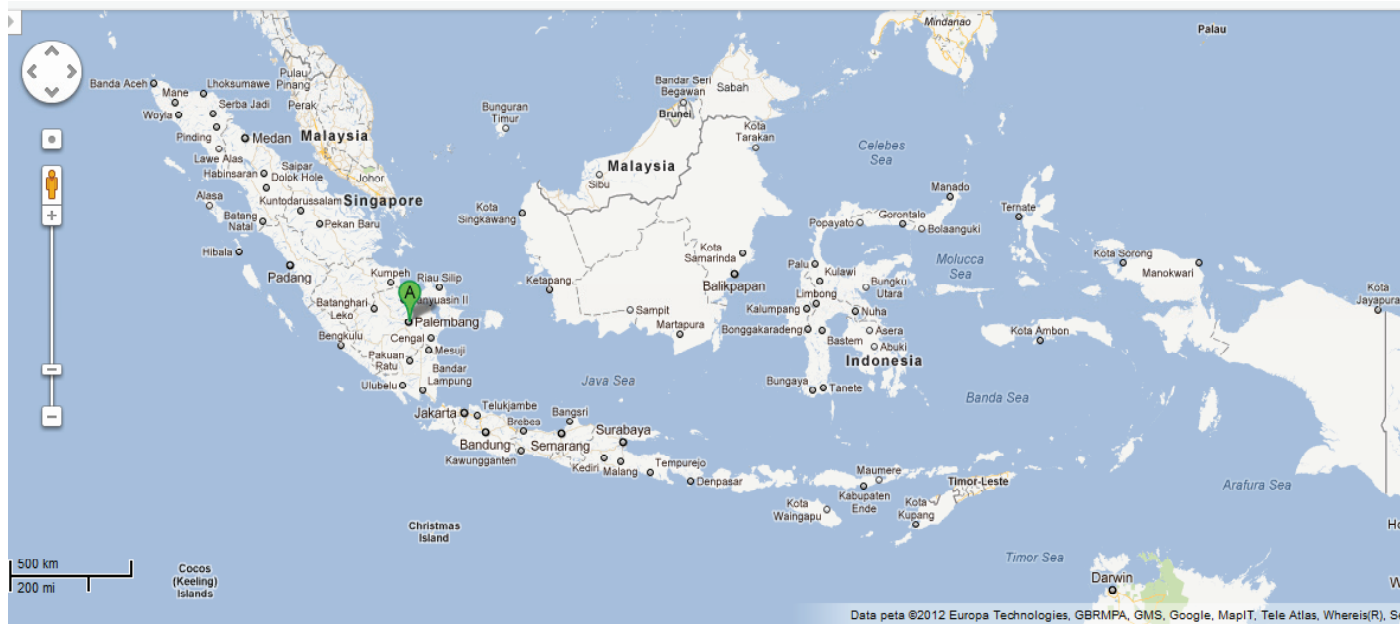 Mindanao
Palau
Banda Aceh
Mane
Lhoksumawe
Serba Jadi
Woyla
Pinding
Medan
Lawe Alas
Habinsaran
Saipar
Dolok Hole
Alasa
Kuntodarussalam
Batang
Natal
Pekan Baru
Hibala
Padang
Pulau
Pinang
Perak
Malaysia
Johor
Singapore
Bunguran
Timur
Bandar Seri
Begawan
Brunei
Sabah
Kota
Tarakan
Malaysia
Sibu
Kota
Singkawang
Celebes
Sea
Manado
Ternate
Gorontalo
Popayato
Bolaanguki
Kota
Samarinda
Molucca
Sea
Kota Sorong
Manokwari
Kota
Jayapura
Kumpeh
Riau Silip
A
anyuasin II
Batanghari
Leko
Palembang
Bengkulu
Cengal
Mesuji
Pakuan
Ratu
Bandar
Lampung
Ulubelu
Ketapang
Balikpapan
Sampit
Martapura
Palu
Kulawi
Bungku
Utara
Limbong
Kalumpang
Nuha
Bonggakaradeng
Asera
Bastem
Abuki
Indonesia
Bungaya
Tanete
Kota Ambon
Java Sea
Banda Sea
Jakarta
Telukjambe
Brebes
Bangsri
Surabaya
Bandung
Semarang
Kawungganten
Kediri
Malang
Tempurejo
Denpasar
Maumere
Kabupaten
Ende
Kota
Waingapu
Kota
Kupang
Timor-Leste
Arafura Sea
Christmas
Island
Timor Sea
Cocos
(Keeling)
Islands
Darwin
500 km
200 mi
Data peta ©2012 Europa Technologies, GBRMPA, GMS, Google, MapIT, Tele Atlas, Whereis(R),